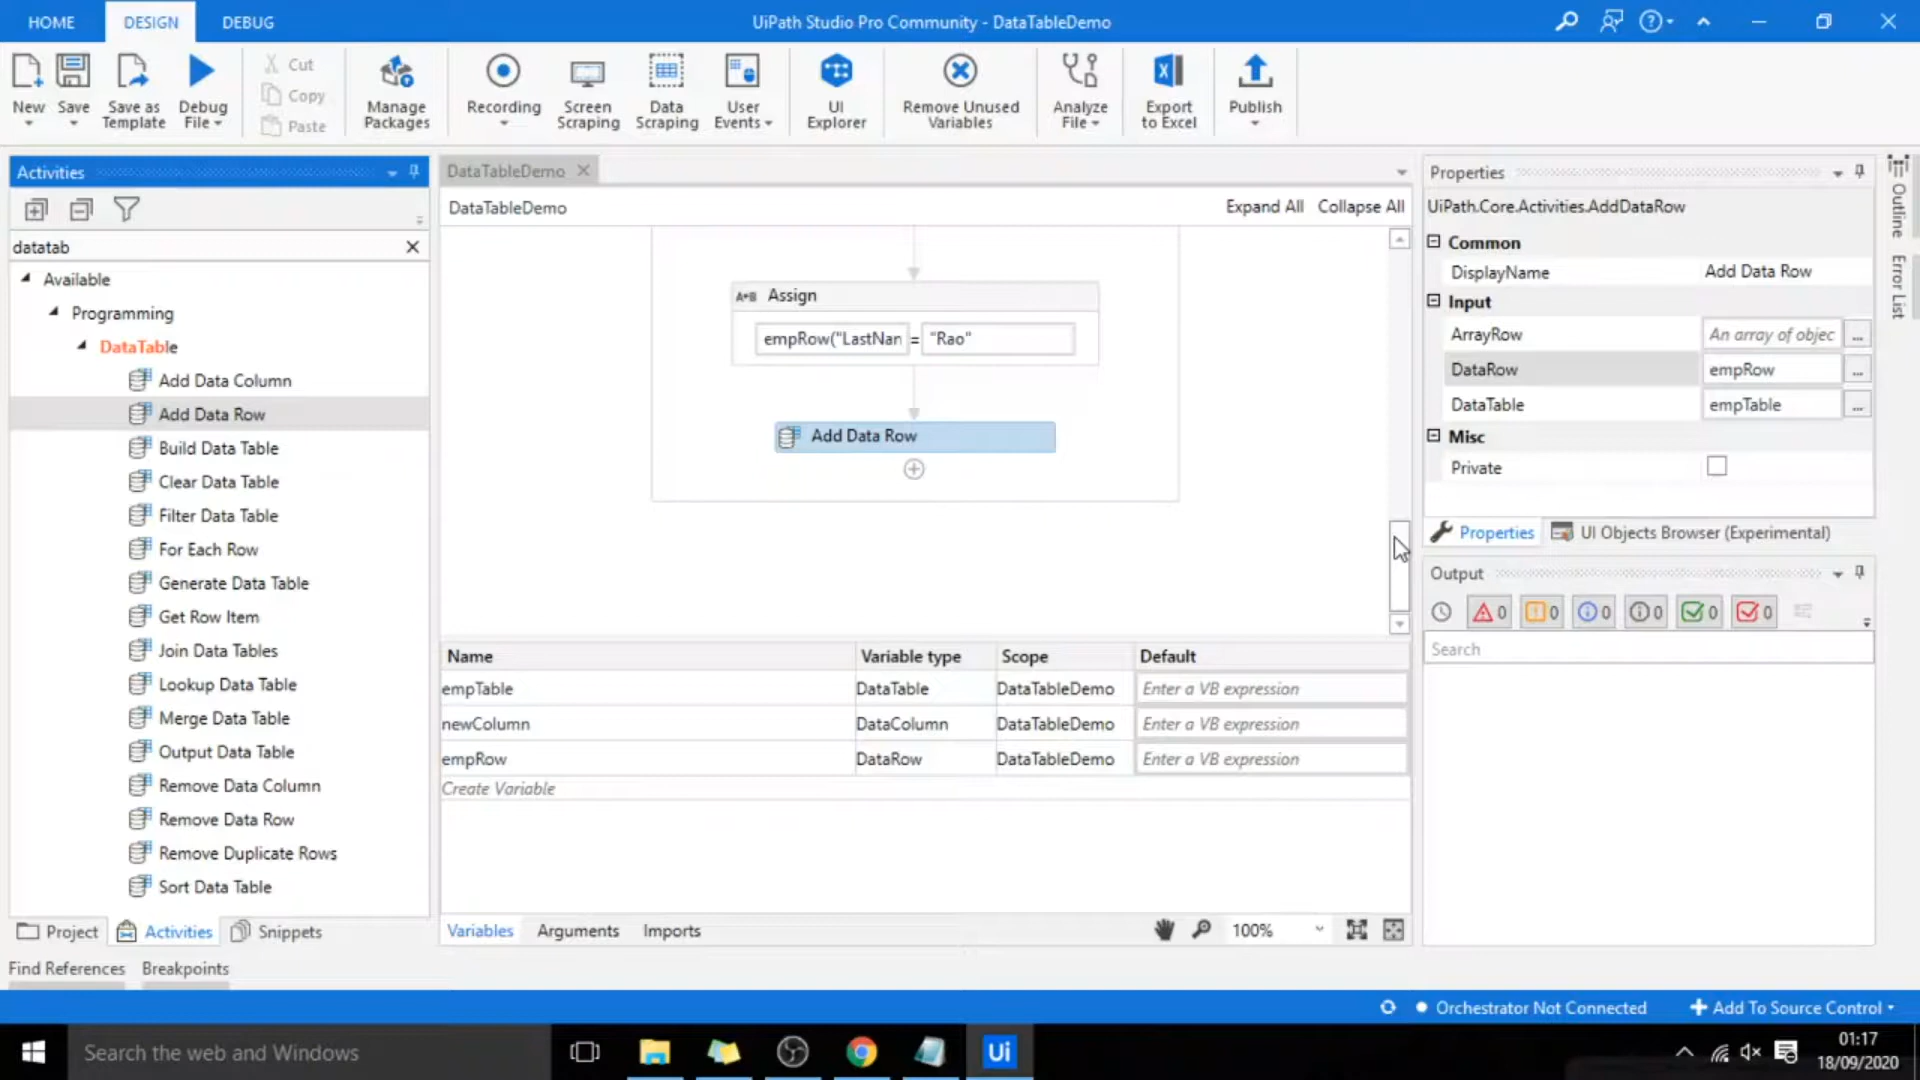 HOME DESIGN DEBUG UiPath Studio Pro Community - DataTableDemo
New Save Save as Template Debug File Cut Copy Paste Manage Packages Recording Screen Scraping Data Scraping User Events UI Explorer Remove Unused Variables Analyze File Export to Excel Publish
Activities
datatab
Available
Programming
DataTable
Add Data Column
Add Data Row
Build Data Table
Clear Data Table
Filter Data Table
For Each Row
Generate Data Table
Get Row Item
Join Data Tables
Lookup Data Table
Merge Data Table
Output Data Table
Remove Data Column
Remove Data Row
Remove Duplicate Rows
Sort Data Table
Project Activities Snippets
Find References Breakpoints
DataTableDemo
DataTableDemo Expand All Collapse All
A+B Assign
empRow("LastNan = "Rao"
Add Data Row
Name Variable type Scope Default
empTable DataTable DataTableDemo Enter a VB expression
newColumn DataColumn DataTableDemo Enter a VB expression
empRow DataRow DataTableDemo Enter a VB expression
Create Variable
Variables Arguments Imports 100%
Properties
UiPath.Core.Activities.AddDataRow
Common
DisplayName Add Data Row
Input
ArrayRow An array of objec ...
DataRow empRow ...
DataTable empTable ...
Misc
Private
Properties UI Objects Browser (Experimental)
Output
0 0 0 0 0 0
Search
Outline
Error List
Orchestrator Not Connected Add To Source Control
Search the web and Windows Ui 01:17
18/09/2020